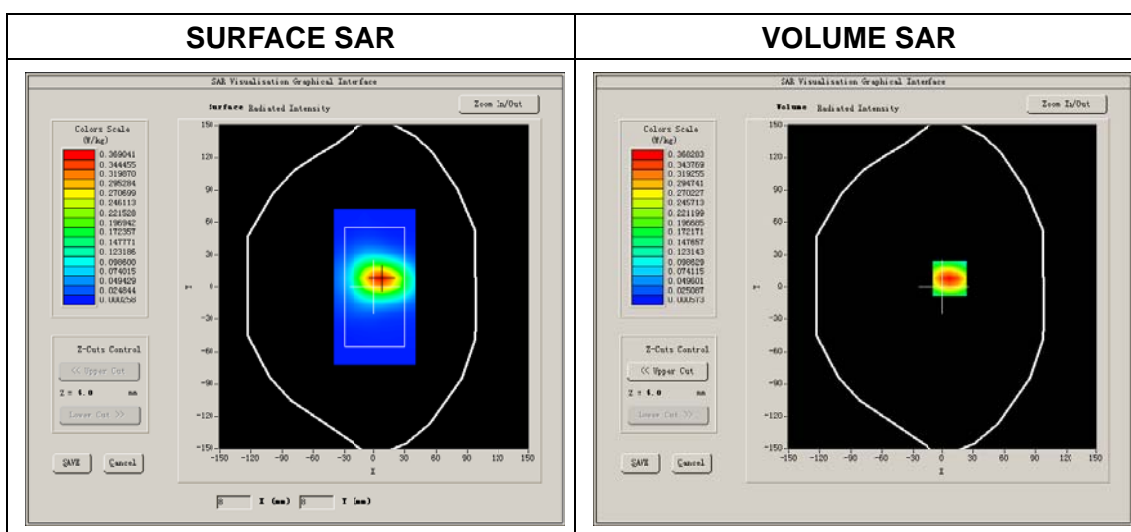 SURFACE SAR
VOLUME SAR
SAR Visualisation Graphical Interface
Surface Radiated Intensity
Zoom In/Out
Colors Scale
(W/kg)
0.369041
0.344455
0.319870
0.295284
0.270699
0.246113
0.221528
0.196942
0.172357
0.147771
0.123186
0.098600
0.074015
0.049429
0.024844
0.000258
Z-Cuts Control
<< Upper Cut
Z = 4.0 mm
Lower Cut >>
SAVE
Cancel
150
120
90
60
30
0
-30
-60
-90
-120
-150
Y
-150 -120 -90 -60 -30 0 30 60 90 120 150
X
8 X (mm) 8 Y (mm)
SAR Visualisation Graphical Interface
Volume Radiated Intensity
Zoom In/Out
Colors Scale
(W/kg)
0.368283
0.343769
0.319255
0.294741
0.270227
0.245713
0.221199
0.196685
0.172171
0.147657
0.123143
0.098629
0.074115
0.049601
0.025087
0.000573
Z-Cuts Control
<< Upper Cut
Z = 4.0 mm
Lower Cut >>
SAVE
Cancel
150
120
90
60
30
0
-30
-60
-90
-120
-150
Y
-150 -120 -90 -60 -30 0 30 60 90 120 150
X